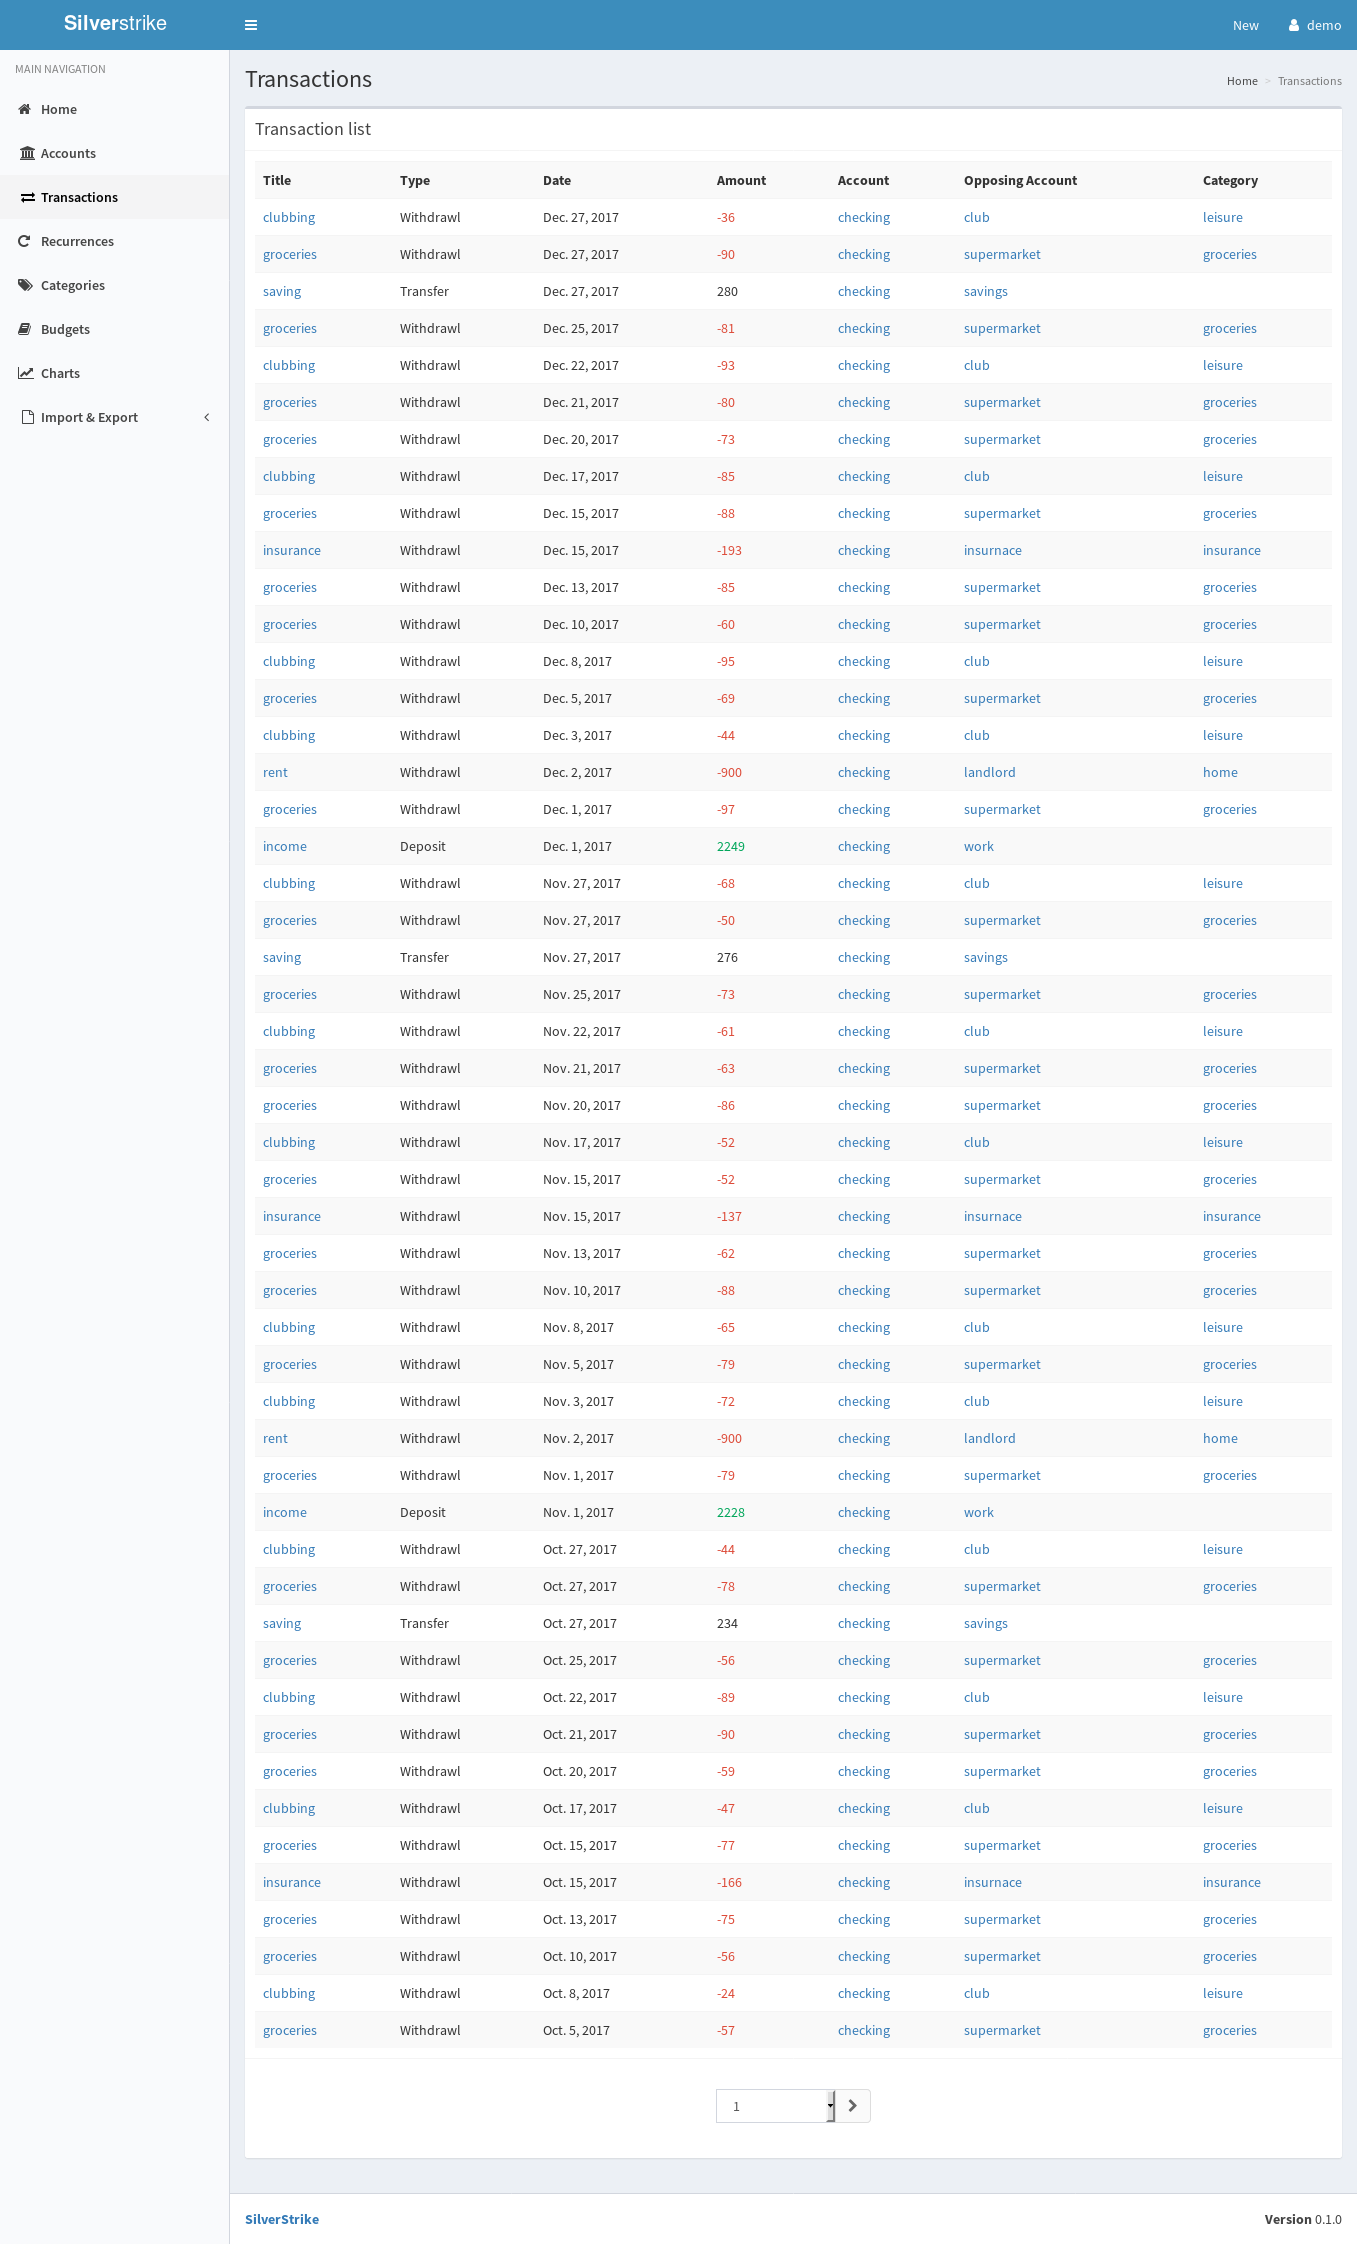 Silverstrike New demo
MAIN NAVIGATION
Home
Accounts
Transactions
Recurrences
Categories
Budgets
Charts
Import & Export
Transactions Home > Transactions
Transaction list
Title Type Date Amount Account Opposing Account Category
clubbing Withdrawl Dec. 27, 2017 -36 checking club leisure
groceries Withdrawl Dec. 27, 2017 -90 checking supermarket groceries
saving Transfer Dec. 27, 2017 280 checking savings
groceries Withdrawl Dec. 25, 2017 -81 checking supermarket groceries
clubbing Withdrawl Dec. 22, 2017 -93 checking club leisure
groceries Withdrawl Dec. 21, 2017 -80 checking supermarket groceries
groceries Withdrawl Dec. 20, 2017 -73 checking supermarket groceries
clubbing Withdrawl Dec. 17, 2017 -85 checking club leisure
groceries Withdrawl Dec. 15, 2017 -88 checking supermarket groceries
insurance Withdrawl Dec. 15, 2017 -193 checking insurnace insurance
groceries Withdrawl Dec. 13, 2017 -85 checking supermarket groceries
groceries Withdrawl Dec. 10, 2017 -60 checking supermarket groceries
clubbing Withdrawl Dec. 8, 2017 -95 checking club leisure
groceries Withdrawl Dec. 5, 2017 -69 checking supermarket groceries
clubbing Withdrawl Dec. 3, 2017 -44 checking club leisure
rent Withdrawl Dec. 2, 2017 -900 checking landlord home
groceries Withdrawl Dec. 1, 2017 -97 checking supermarket groceries
income Deposit Dec. 1, 2017 2249 checking work
clubbing Withdrawl Nov. 27, 2017 -68 checking club leisure
groceries Withdrawl Nov. 27, 2017 -50 checking supermarket groceries
saving Transfer Nov. 27, 2017 276 checking savings
groceries Withdrawl Nov. 25, 2017 -73 checking supermarket groceries
clubbing Withdrawl Nov. 22, 2017 -61 checking club leisure
groceries Withdrawl Nov. 21, 2017 -63 checking supermarket groceries
groceries Withdrawl Nov. 20, 2017 -86 checking supermarket groceries
clubbing Withdrawl Nov. 17, 2017 -52 checking club leisure
groceries Withdrawl Nov. 15, 2017 -52 checking supermarket groceries
insurance Withdrawl Nov. 15, 2017 -137 checking insurnace insurance
groceries Withdrawl Nov. 13, 2017 -62 checking supermarket groceries
groceries Withdrawl Nov. 10, 2017 -88 checking supermarket groceries
clubbing Withdrawl Nov. 8, 2017 -65 checking club leisure
groceries Withdrawl Nov. 5, 2017 -79 checking supermarket groceries
clubbing Withdrawl Nov. 3, 2017 -72 checking club leisure
rent Withdrawl Nov. 2, 2017 -900 checking landlord home
groceries Withdrawl Nov. 1, 2017 -79 checking supermarket groceries
income Deposit Nov. 1, 2017 2228 checking work
clubbing Withdrawl Oct. 27, 2017 -44 checking club leisure
groceries Withdrawl Oct. 27, 2017 -78 checking supermarket groceries
saving Transfer Oct. 27, 2017 234 checking savings
groceries Withdrawl Oct. 25, 2017 -56 checking supermarket groceries
clubbing Withdrawl Oct. 22, 2017 -89 checking club leisure
groceries Withdrawl Oct. 21, 2017 -90 checking supermarket groceries
groceries Withdrawl Oct. 20, 2017 -59 checking supermarket groceries
clubbing Withdrawl Oct. 17, 2017 -47 checking club leisure
groceries Withdrawl Oct. 15, 2017 -77 checking supermarket groceries
insurance Withdrawl Oct. 15, 2017 -166 checking insurnace insurance
groceries Withdrawl Oct. 13, 2017 -75 checking supermarket groceries
groceries Withdrawl Oct. 10, 2017 -56 checking supermarket groceries
clubbing Withdrawl Oct. 8, 2017 -24 checking club leisure
groceries Withdrawl Oct. 5, 2017 -57 checking supermarket groceries
1
SilverStrike Version 0.1.0